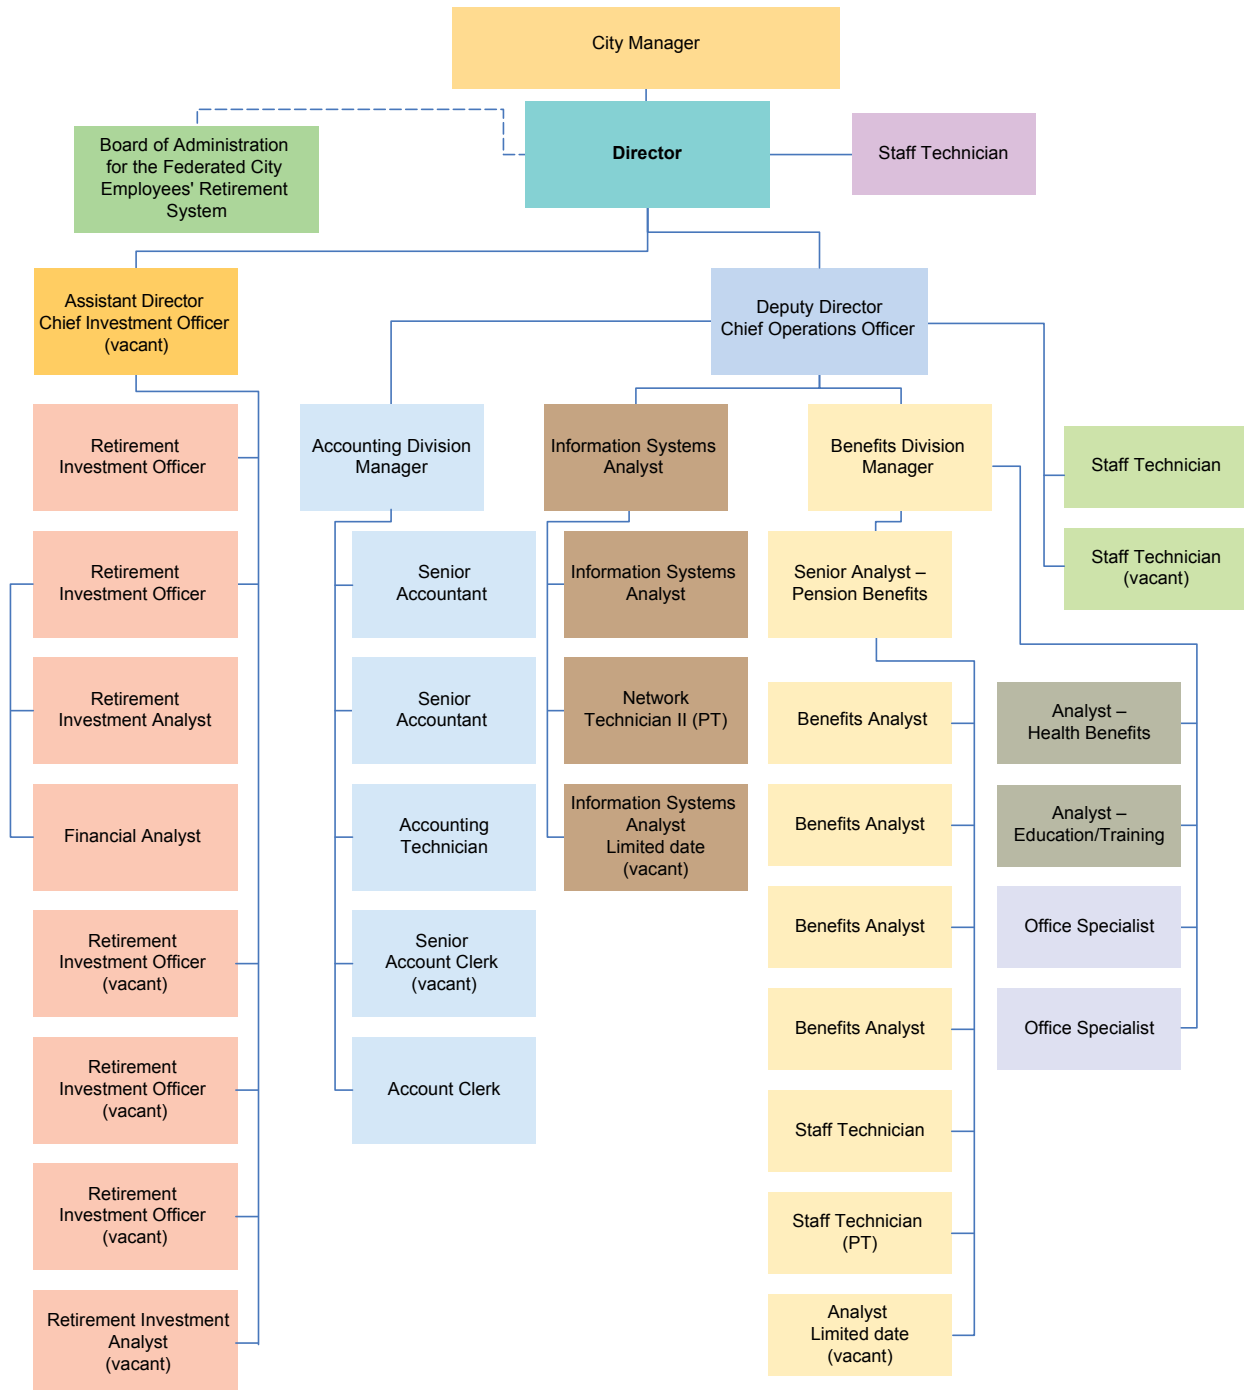 City Manager
Board of Administration
for the Federated City
Employees' Retirement
System
Director
Staff Technician
Assistant Director
Chief Investment Officer
(vacant)
Deputy Director
Chief Operations Officer
Retirement
Investment Officer
Retirement
Investment Officer
Retirement
Investment Analyst
Financial Analyst
Retirement
Investment Officer
(vacant)
Retirement
Investment Officer
(vacant)
Retirement
Investment Officer
(vacant)
Retirement Investment
Analyst
(vacant)
Accounting Division
Manager
Senior
Accountant
Senior
Accountant
Accounting
Technician
Senior
Account Clerk
(vacant)
Account Clerk
Information Systems
Analyst
Information Systems
Analyst
Network
Technician II (PT)
Information Systems
Analyst
Limited date
(vacant)
Benefits Division
Manager
Senior Analyst –
Pension Benefits
Benefits Analyst
Benefits Analyst
Benefits Analyst
Benefits Analyst
Staff Technician
Staff Technician
(PT)
Analyst
Limited date
(vacant)
Analyst –
Health Benefits
Analyst –
Education/Training
Office Specialist
Office Specialist
Staff Technician
Staff Technician
(vacant)